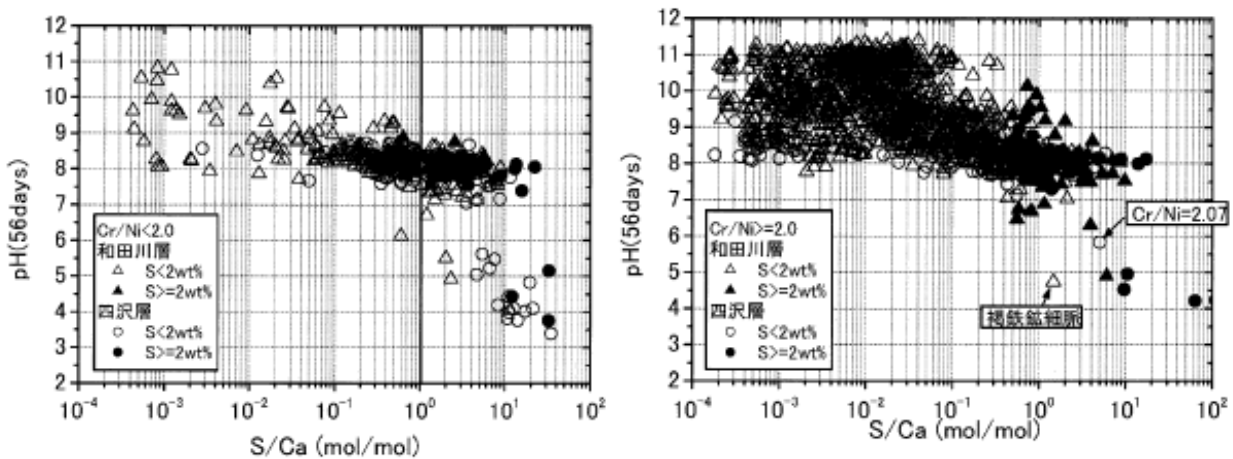 12
11
10
9
8
7
6
5
4
3
2
pH(56days)
Cr/Ni<2.0
和田川層
△ S<2wt%
▲ S>=2wt%
四沢層
○ S<2wt%
● S>=2wt%
10⁻⁴ 10⁻³ 10⁻² 10⁻¹ 10⁰ 10¹ 10²
S/Ca (mol/mol)
12
11
10
9
8
7
6
5
4
3
2
pH(56days)
Cr/Ni>=2.0
和田川層
△ S<2wt%
▲ S>=2wt%
四沢層
○ S<2wt%
● S>=2wt%
Cr/Ni=2.07
褐鉄鉱細脈
10⁻⁴ 10⁻³ 10⁻² 10⁻¹ 10⁰ 10¹ 10²
S/Ca (mol/mol)